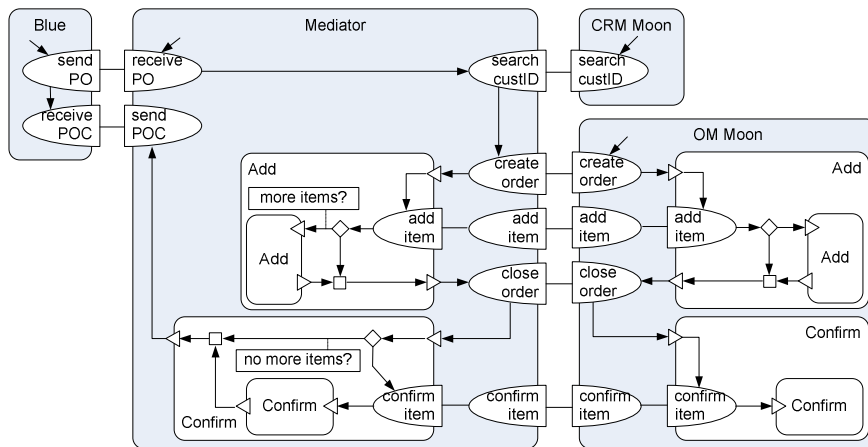 Blue
Mediator
CRM Moon
send
PO
receive
PO
search
custID
search
custID
receive
POC
send
POC
OM Moon
Add
create
order
create
order
Add
more items?
add
item
add
item
add
item
add
item
Add
Add
close
order
close
order
Confirm
no more items?
Confirm
Confirm
confirm
item
confirm
item
confirm
item
confirm
item
Confirm